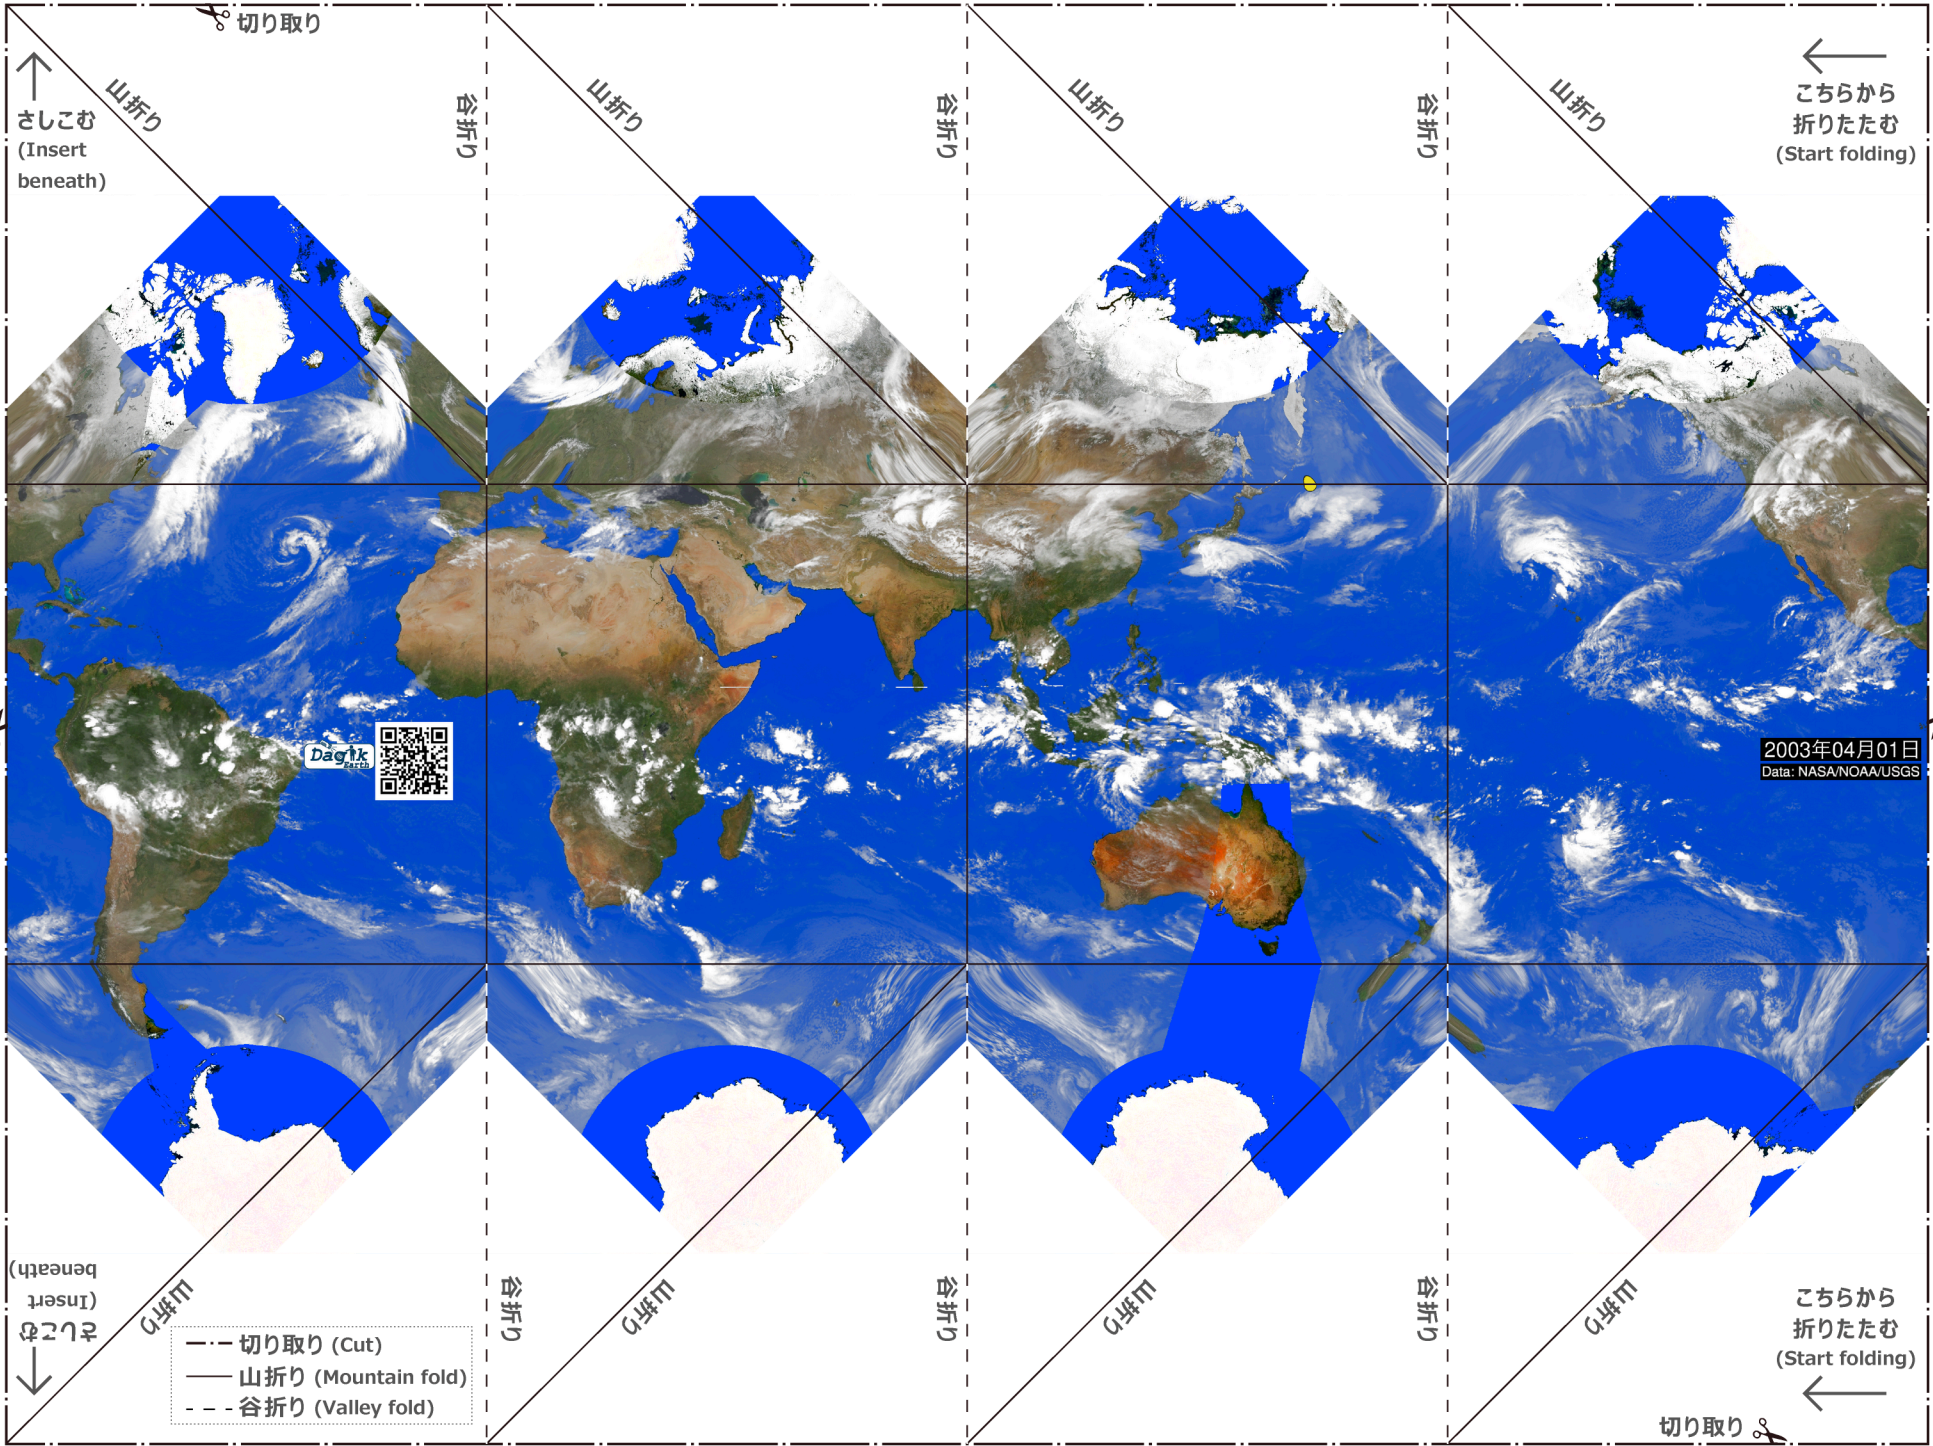 切り取り
山折り
谷折り
山折り
谷折り
山折り
谷折り
山折り
さしこむ
(Insert
beneath)
こちらから
折りたたむ
(Start folding)
Dagik
Earth
2003年04月01日
Data: NASA/NOAA/USGS
さしこむ
(Insert
beneath)
山折り
谷折り
山折り
谷折り
山折り
谷折り
山折り
こちらから
折りたたむ
(Start folding)
切り取り (Cut)
山折り (Mountain fold)
谷折り (Valley fold)
切り取り